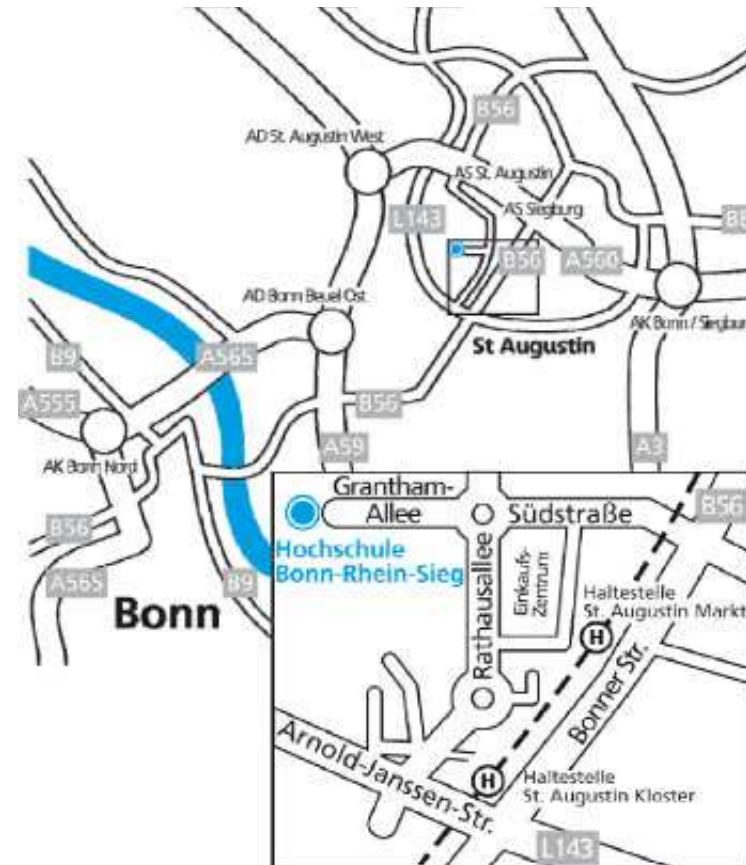 B56
AD St. Augustin West
AS St. Augustin
L143
AS Siegburg
B56
A560
AD Bonn Beuel Ost
AK Bonn / Siegbur
St Augustin
B9
A565
A555
B56
AK Bonn Nord
A59
A3
B56
A565
B9
Bonn
Grantham-
Allee
Südstraße
B56
Hochschule
Bonn-Rhein-Sieg
Rathausallee
Einkaufs-
Zentrum
Haltestelle
St. Augustin Markt
H
Bonner Str.
Arnold-Janssen-Str.
H
Haltestelle
St. Augustin Kloster
L143